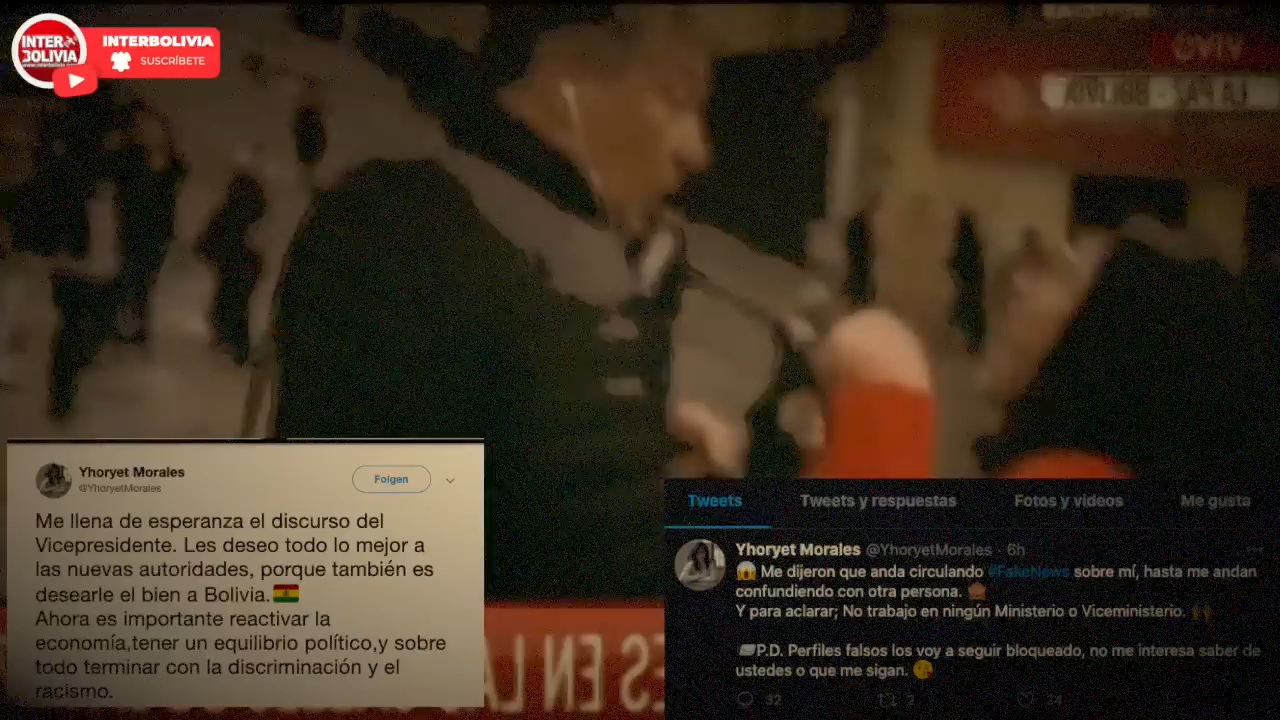 INTER
BOLIVIA
INTERBOLIVIA
SUSCRÍBETE
VIVO
LA PAZ - BOLIVIA
Yhoryet Morales
@YhoryetMorales
Folgen
Me llena de esperanza el discurso del
Vicepresidente. Les deseo todo lo mejor a
las nuevas autoridades, porque también es
desearle el bien a Bolivia.🇧🇴
Ahora es importante reactivar la
economía,tener un equilibrio político,y sobre
todo terminar con la discriminación y el
racismo.
ES EN LA
Tweets Tweets y respuestas Fotos y videos Me gusta
Yhoryet Morales @YhoryetMorales · 6h
😱 Me dijeron que anda circulando #FakeNews sobre mí, hasta me andan
confundiendo con otra persona.
Y para aclarar; No trabajo en ningún Ministerio o Viceministerio.
P.D. Perfiles falsos los voy a seguir bloqueado, no me interesa saber de
ustedes o que me sigan. 😘
32 2 24